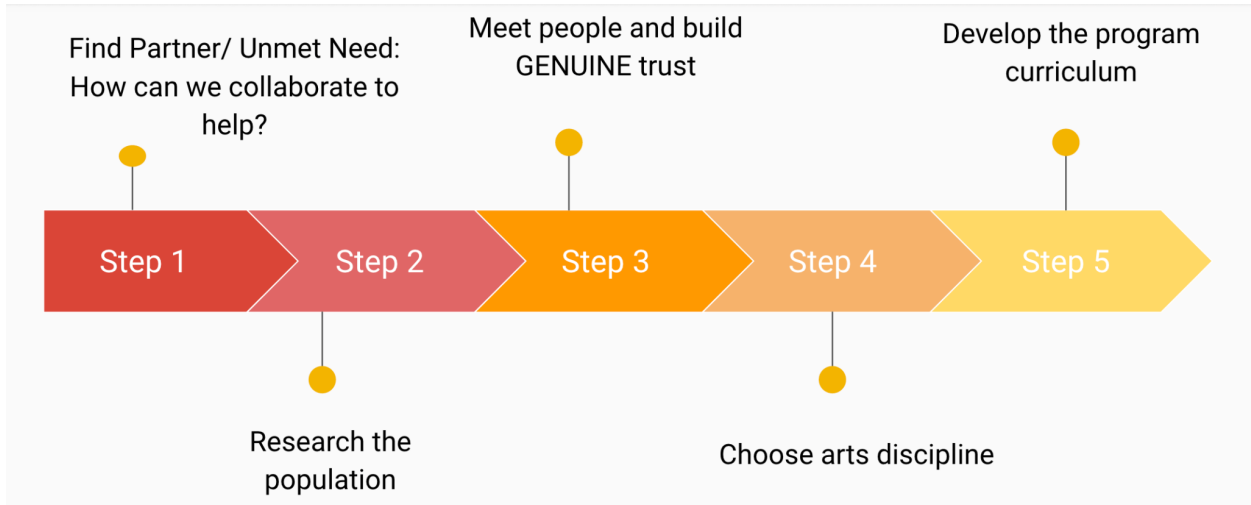 Find Partner/ Unmet Need:
How can we collaborate to
help?
Meet people and build
GENUINE trust
Develop the program
curriculum
Step 1
Step 2
Step 3
Step 4
Step 5
Research the
population
Choose arts discipline